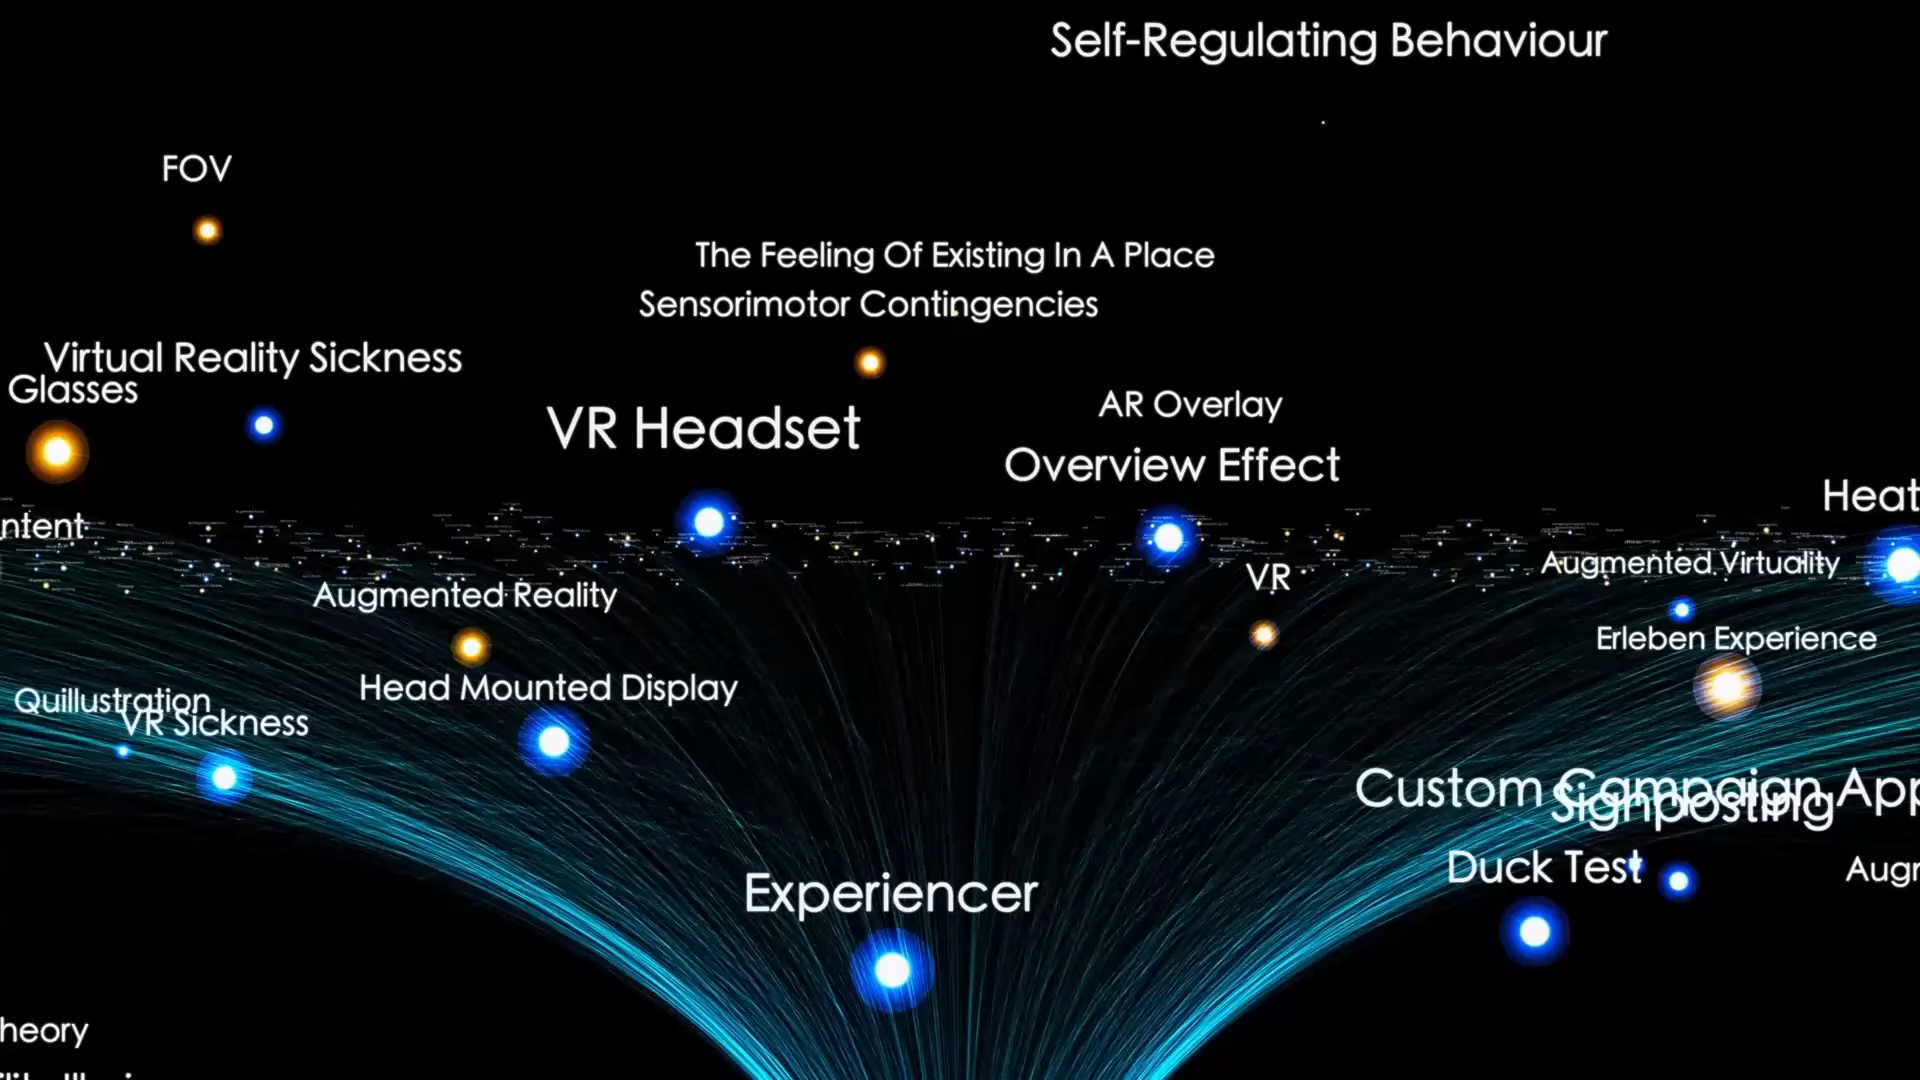 Self-Regulating Behaviour
FOV
The Feeling Of Existing In A Place
Sensorimotor Contingencies
Virtual Reality Sickness
Glasses
AR Overlay
VR Headset
Overview Effect
Heat
ntent
Augmented Virtuality
VR
Augmented Reality
Erleben Experience
Head Mounted Display
Quillustration
VR Sickness
Custom Campaign App
Signposting
Duck Test
Augr
Experiencer
heory